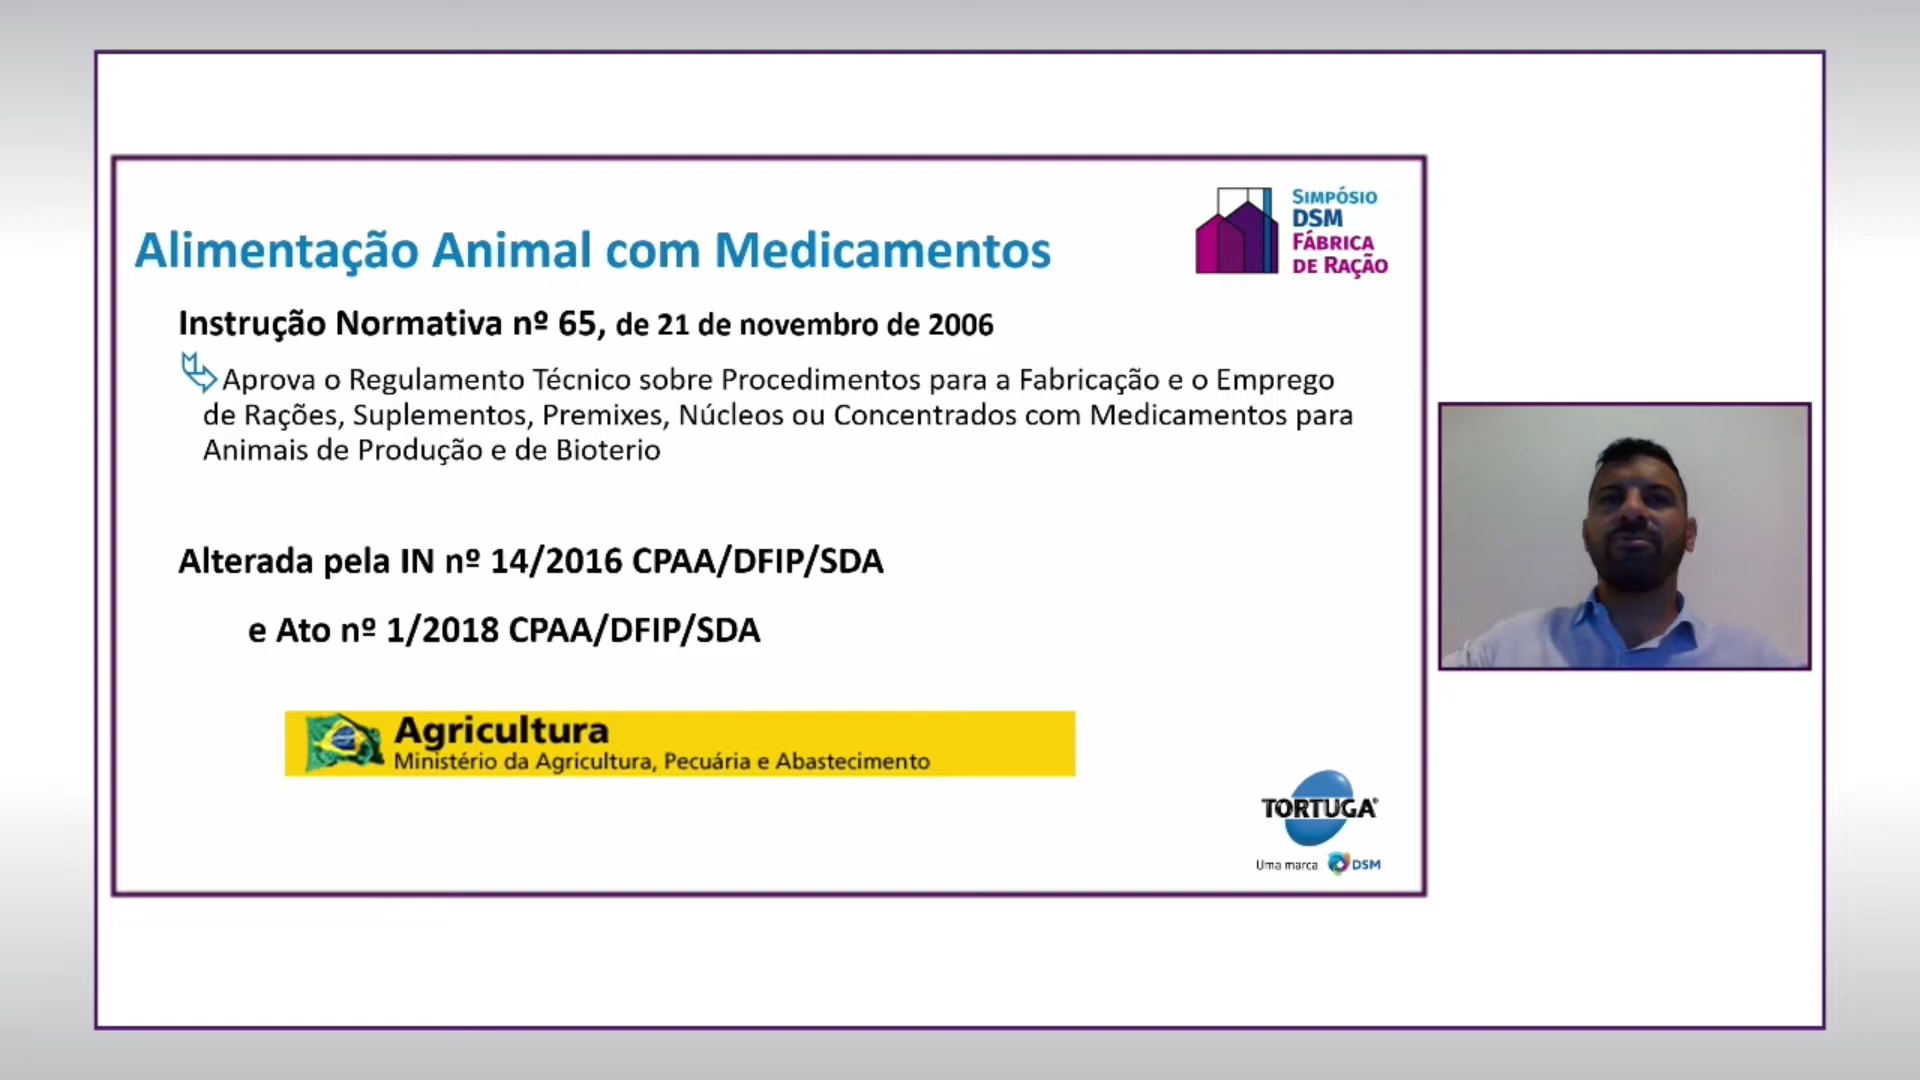 Alimentação Animal com Medicamentos
SIMPÓSIO
DSM
FÁBRICA
DE RAÇÃO
Instrução Normativa nº 65, de 21 de novembro de 2006
Aprova o Regulamento Técnico sobre Procedimentos para a Fabricação e o Emprego
de Rações, Suplementos, Premixes, Núcleos ou Concentrados com Medicamentos para
Animais de Produção e de Bioterio
Alterada pela IN nº 14/2016 CPAA/DFIP/SDA
e Ato nº 1/2018 CPAA/DFIP/SDA
Agricultura
Ministério da Agricultura, Pecuária e Abastecimento
TORTUGA®
Uma marca DSM